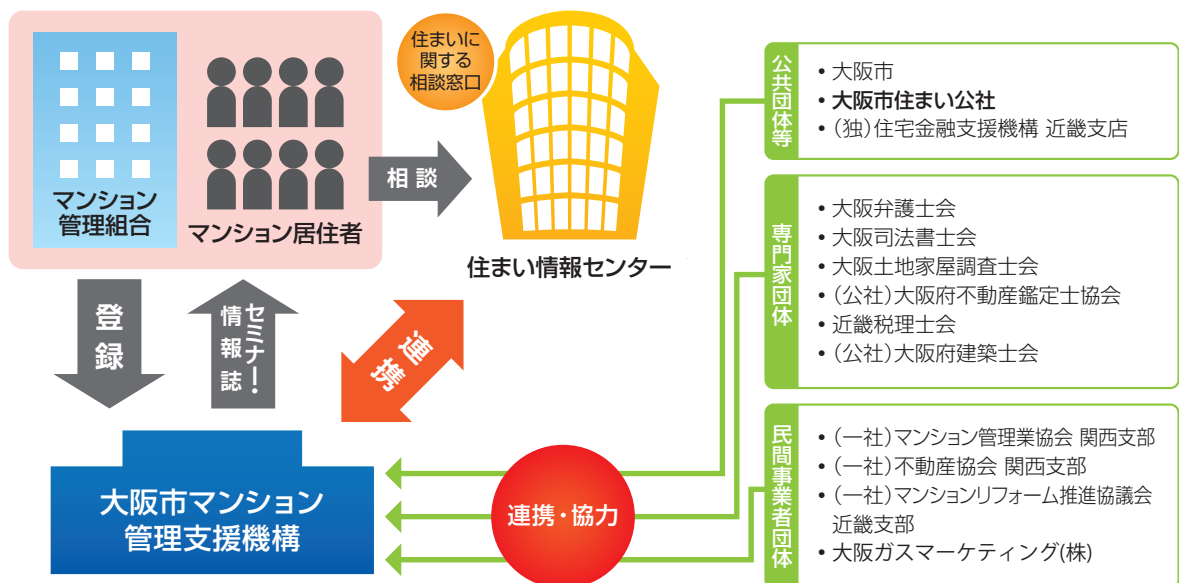 マンション
管理組合
マンション居住者
住まいに
関する
相談窓口
相談
住まい情報センター
登録
セミナー!
情報誌
連携
大阪市マンション
管理支援機構
連携・協力
公共団体等
• 大阪市
• 大阪市住まい公社
• (独)住宅金融支援機構 近畿支店
専門家団体
• 大阪弁護士会
• 大阪司法書士会
• 大阪土地家屋調査士会
• (公社)大阪府不動産鑑定士協会
• 近畿税理士会
• (公社)大阪府建築士会
民間事業者団体
• (一社)マンション管理業協会 関西支部
• (一社)不動産協会 関西支部
• (一社)マンションリフォーム推進協議会
近畿支部
• 大阪ガスマーケティング(株)